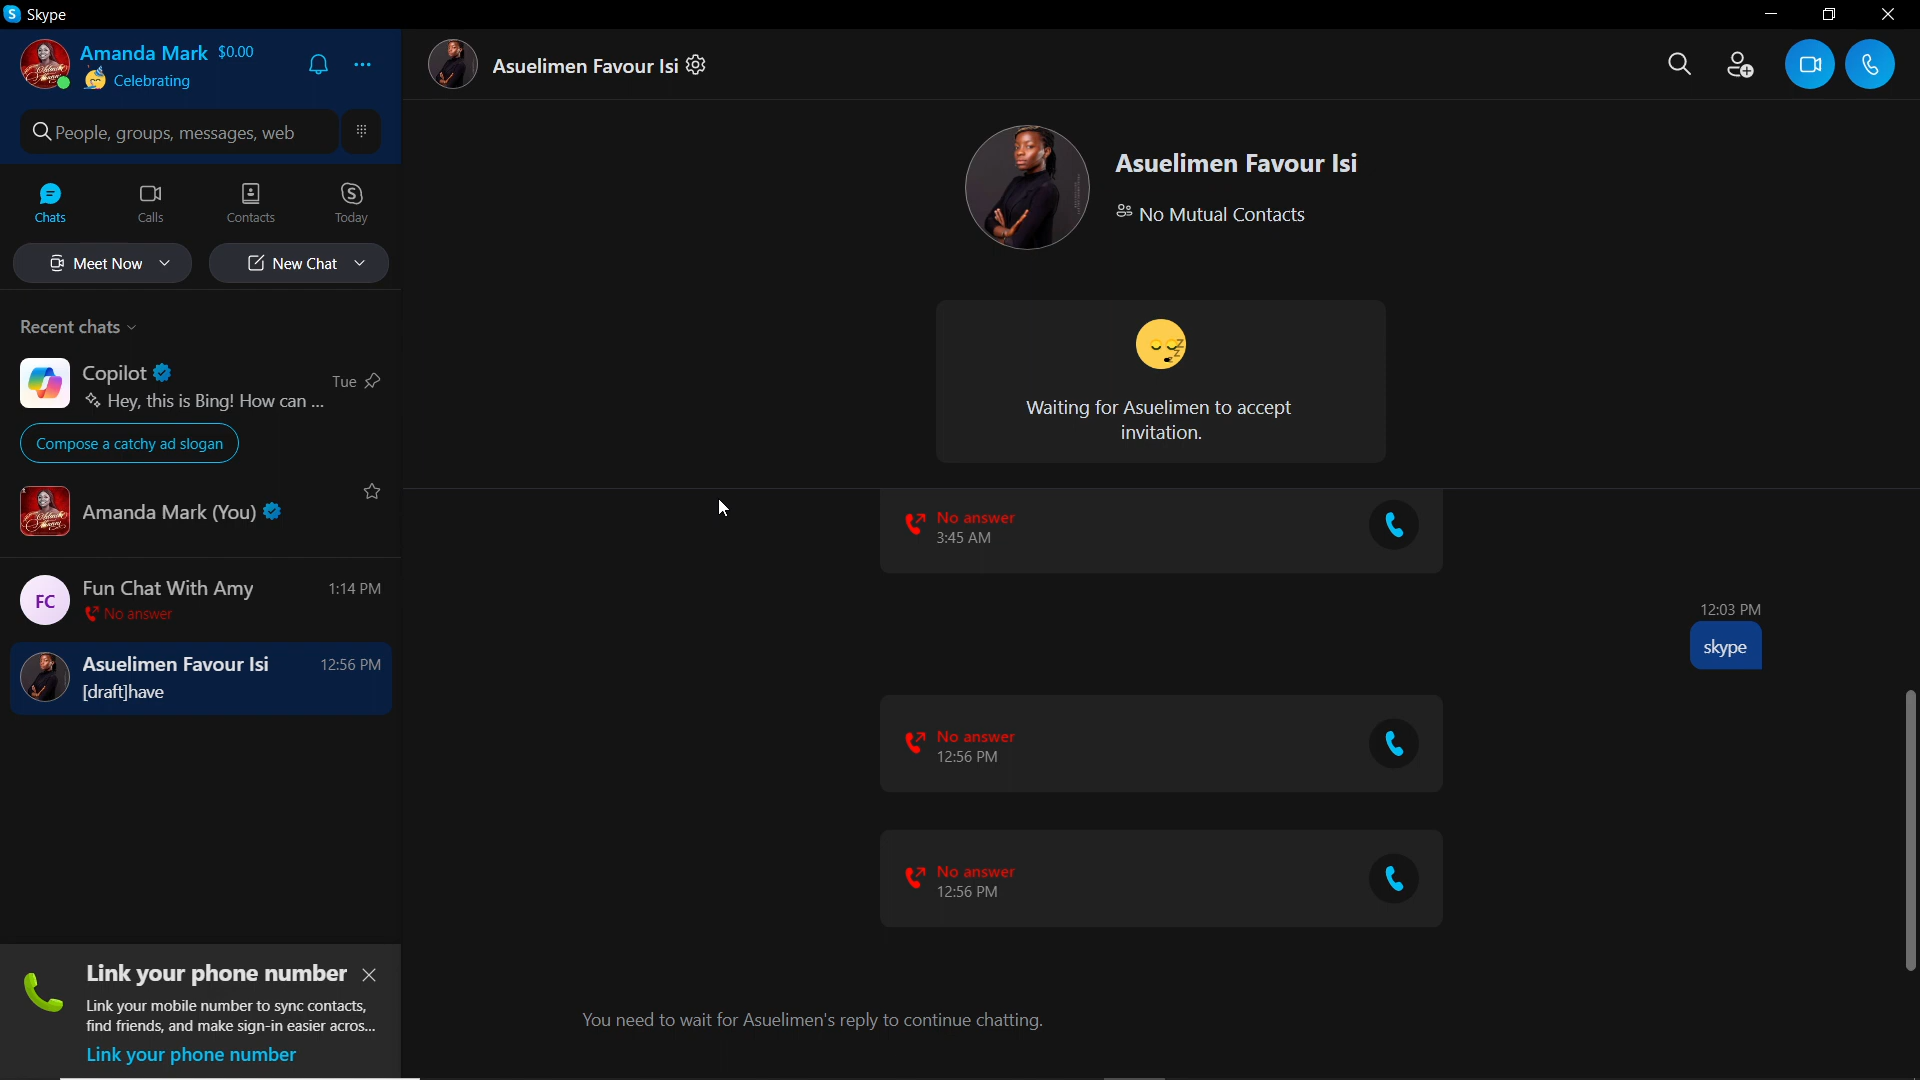 Skype
Amanda Mark $0.00
Celebrating
People, groups, messages, web
Chats
Calls
Contacts
Today
Meet Now
New Chat
Recent chats
Copilot
Tue
Hey, this is Bing! How can ...
Compose a catchy ad slogan
Amanda Mark (You)
FC
Fun Chat With Amy
1:14 PM
No answer
Asuelimen Favour Isi
12:56 PM
[draft]have
Link your phone number
Link your mobile number to sync contacts,
find friends, and make sign-in easier acros...
Link your phone number
Asuelimen Favour Isi
Asuelimen Favour Isi
No Mutual Contacts
Waiting for Asuelimen to accept
invitation.
No answer
3:45 AM
12:03 PM
skype
No answer
12:56 PM
No answer
12:56 PM
You need to wait for Asuelimen's reply to continue chatting.